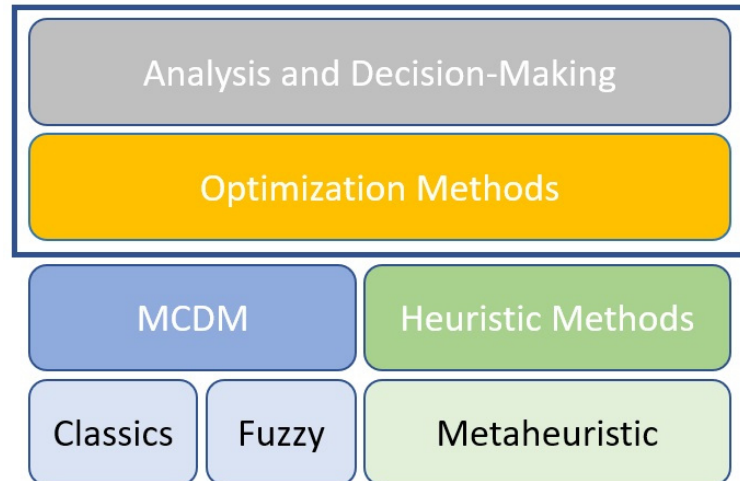 Analysis and Decision-Making
Optimization Methods
MCDM
Heuristic Methods
Classics
Fuzzy
Metaheuristic